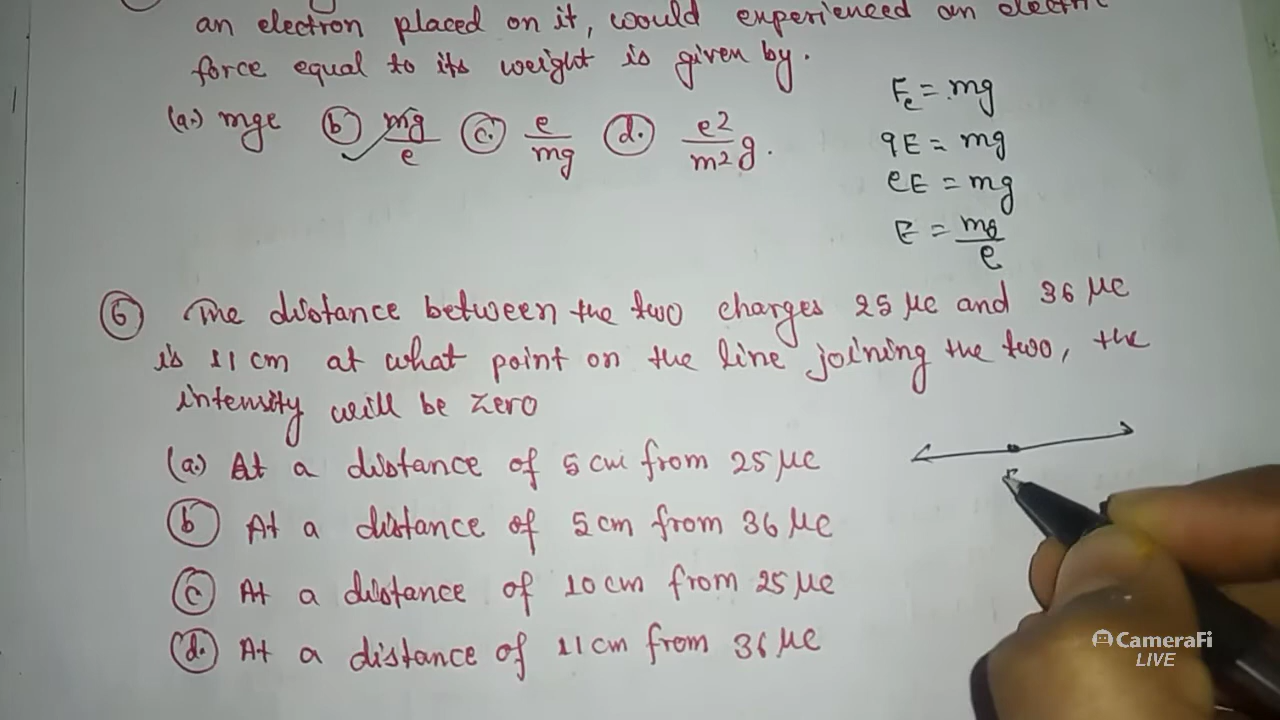 an electron placed on it, would experienced an electric
force equal to its weight is given by.
(a.) mge (b) mg/e (c.) e/mg (d.) e2/m2 g.
Fe = mg
qE = mg
eE = mg
E = mg/e
(6) The distance between the two charges 25 μc and 36 μc
is 11 cm at what point on the line joining the two, the
intensity will be zero
(a.) At a distance of 5 cm from 25 μc
(b) At a distance of 5cm from 36 μc
(c) At a distance of 10 cm from 25 μc
(d.) At a distance of 11 cm from 36 μc
CameraFi
LIVE